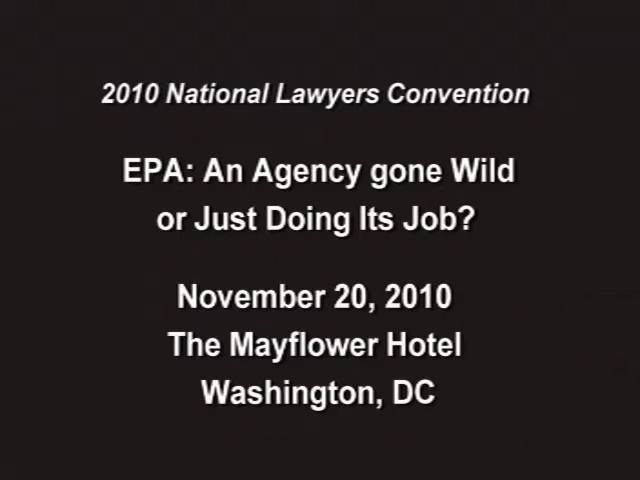 2010 National Lawyers Convention
EPA: An Agency gone Wild
or Just Doing Its Job?
November 20, 2010
The Mayflower Hotel
Washington, DC